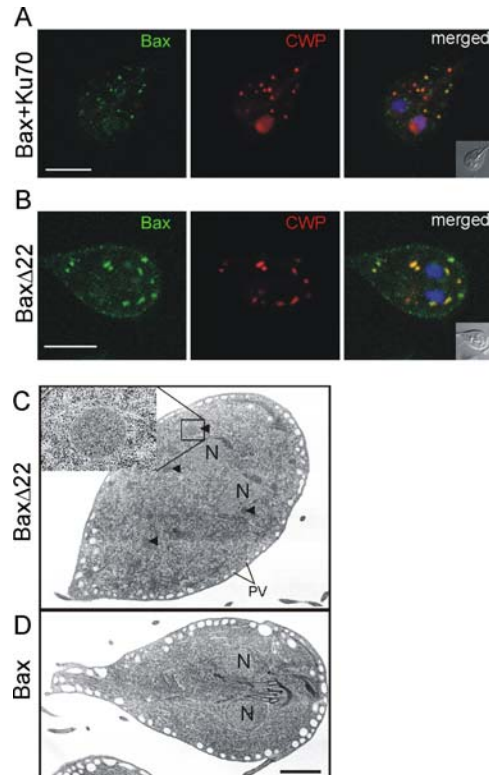 A
Bax+Ku70
Bax
CWP
merged
B
BaxΔ22
Bax
CWP
merged
C
BaxΔ22
N
N
PV
D
Bax
N
N